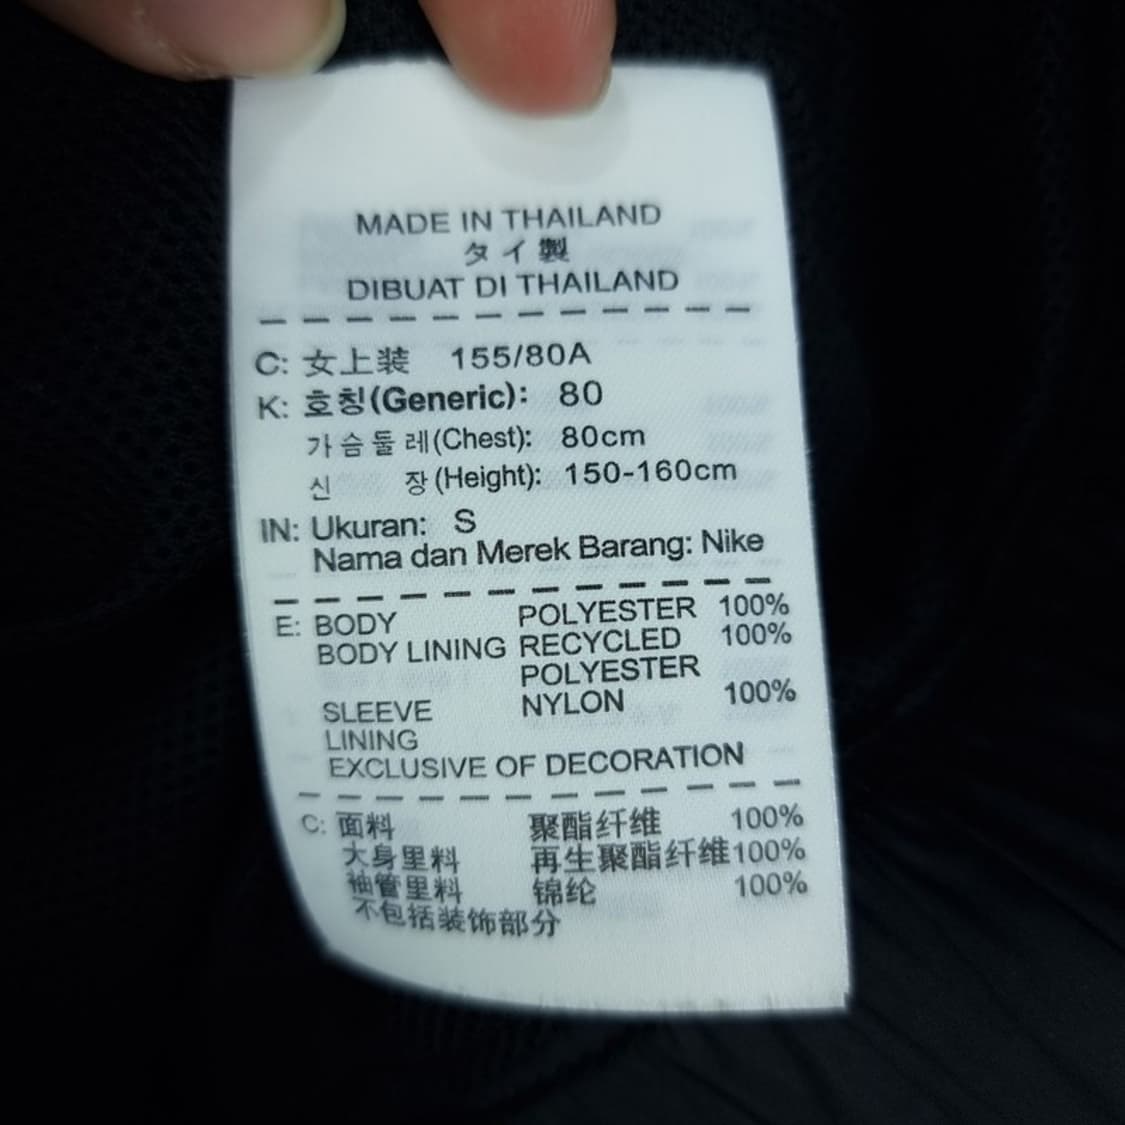 MADE IN THAILAND
タイ製
DIBUAT DI THAILAND
C: 女上装 155/80A
K: 호칭(Generic): 80
가슴둘레(Chest): 80cm
신 장(Height): 150-160cm
IN: Ukuran: S
Nama dan Merek Barang: Nike
E: BODY POLYESTER 100%
BODY LINING RECYCLED 100%
POLYESTER
SLEEVE NYLON 100%
LINING
EXCLUSIVE OF DECORATION
C: 面料 聚酯纤维 100%
大身里料 再生聚酯纤维100%
袖管里料 锦纶 100%
不包括装饰部分